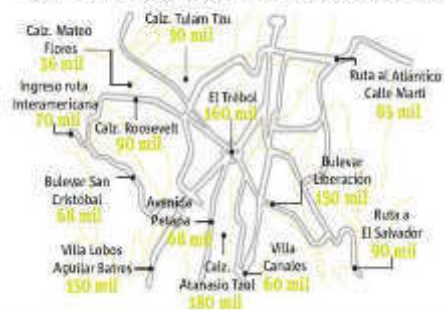 Calz. Tulam Tzu
30 mil
Calz. Mateo
Flores
36 mil
Ingreso ruta
Interamericana
70 mil
Calz. Roosevelt
90 mil
El Trébol
360 mil
Ruta al Atlántico
Calle Martí
85 mil
Bulevar San
Cristóbal
68 mil
Avenida
Petapa
68 mil
Bulevar
Liberación
150 mil
Villa Lobos
Aguilar Batres
150 mil
Calz.
Atanasio Tzul
180 mil
Villa
Canales
60 mil
Ruta a
El Salvador
90 mil